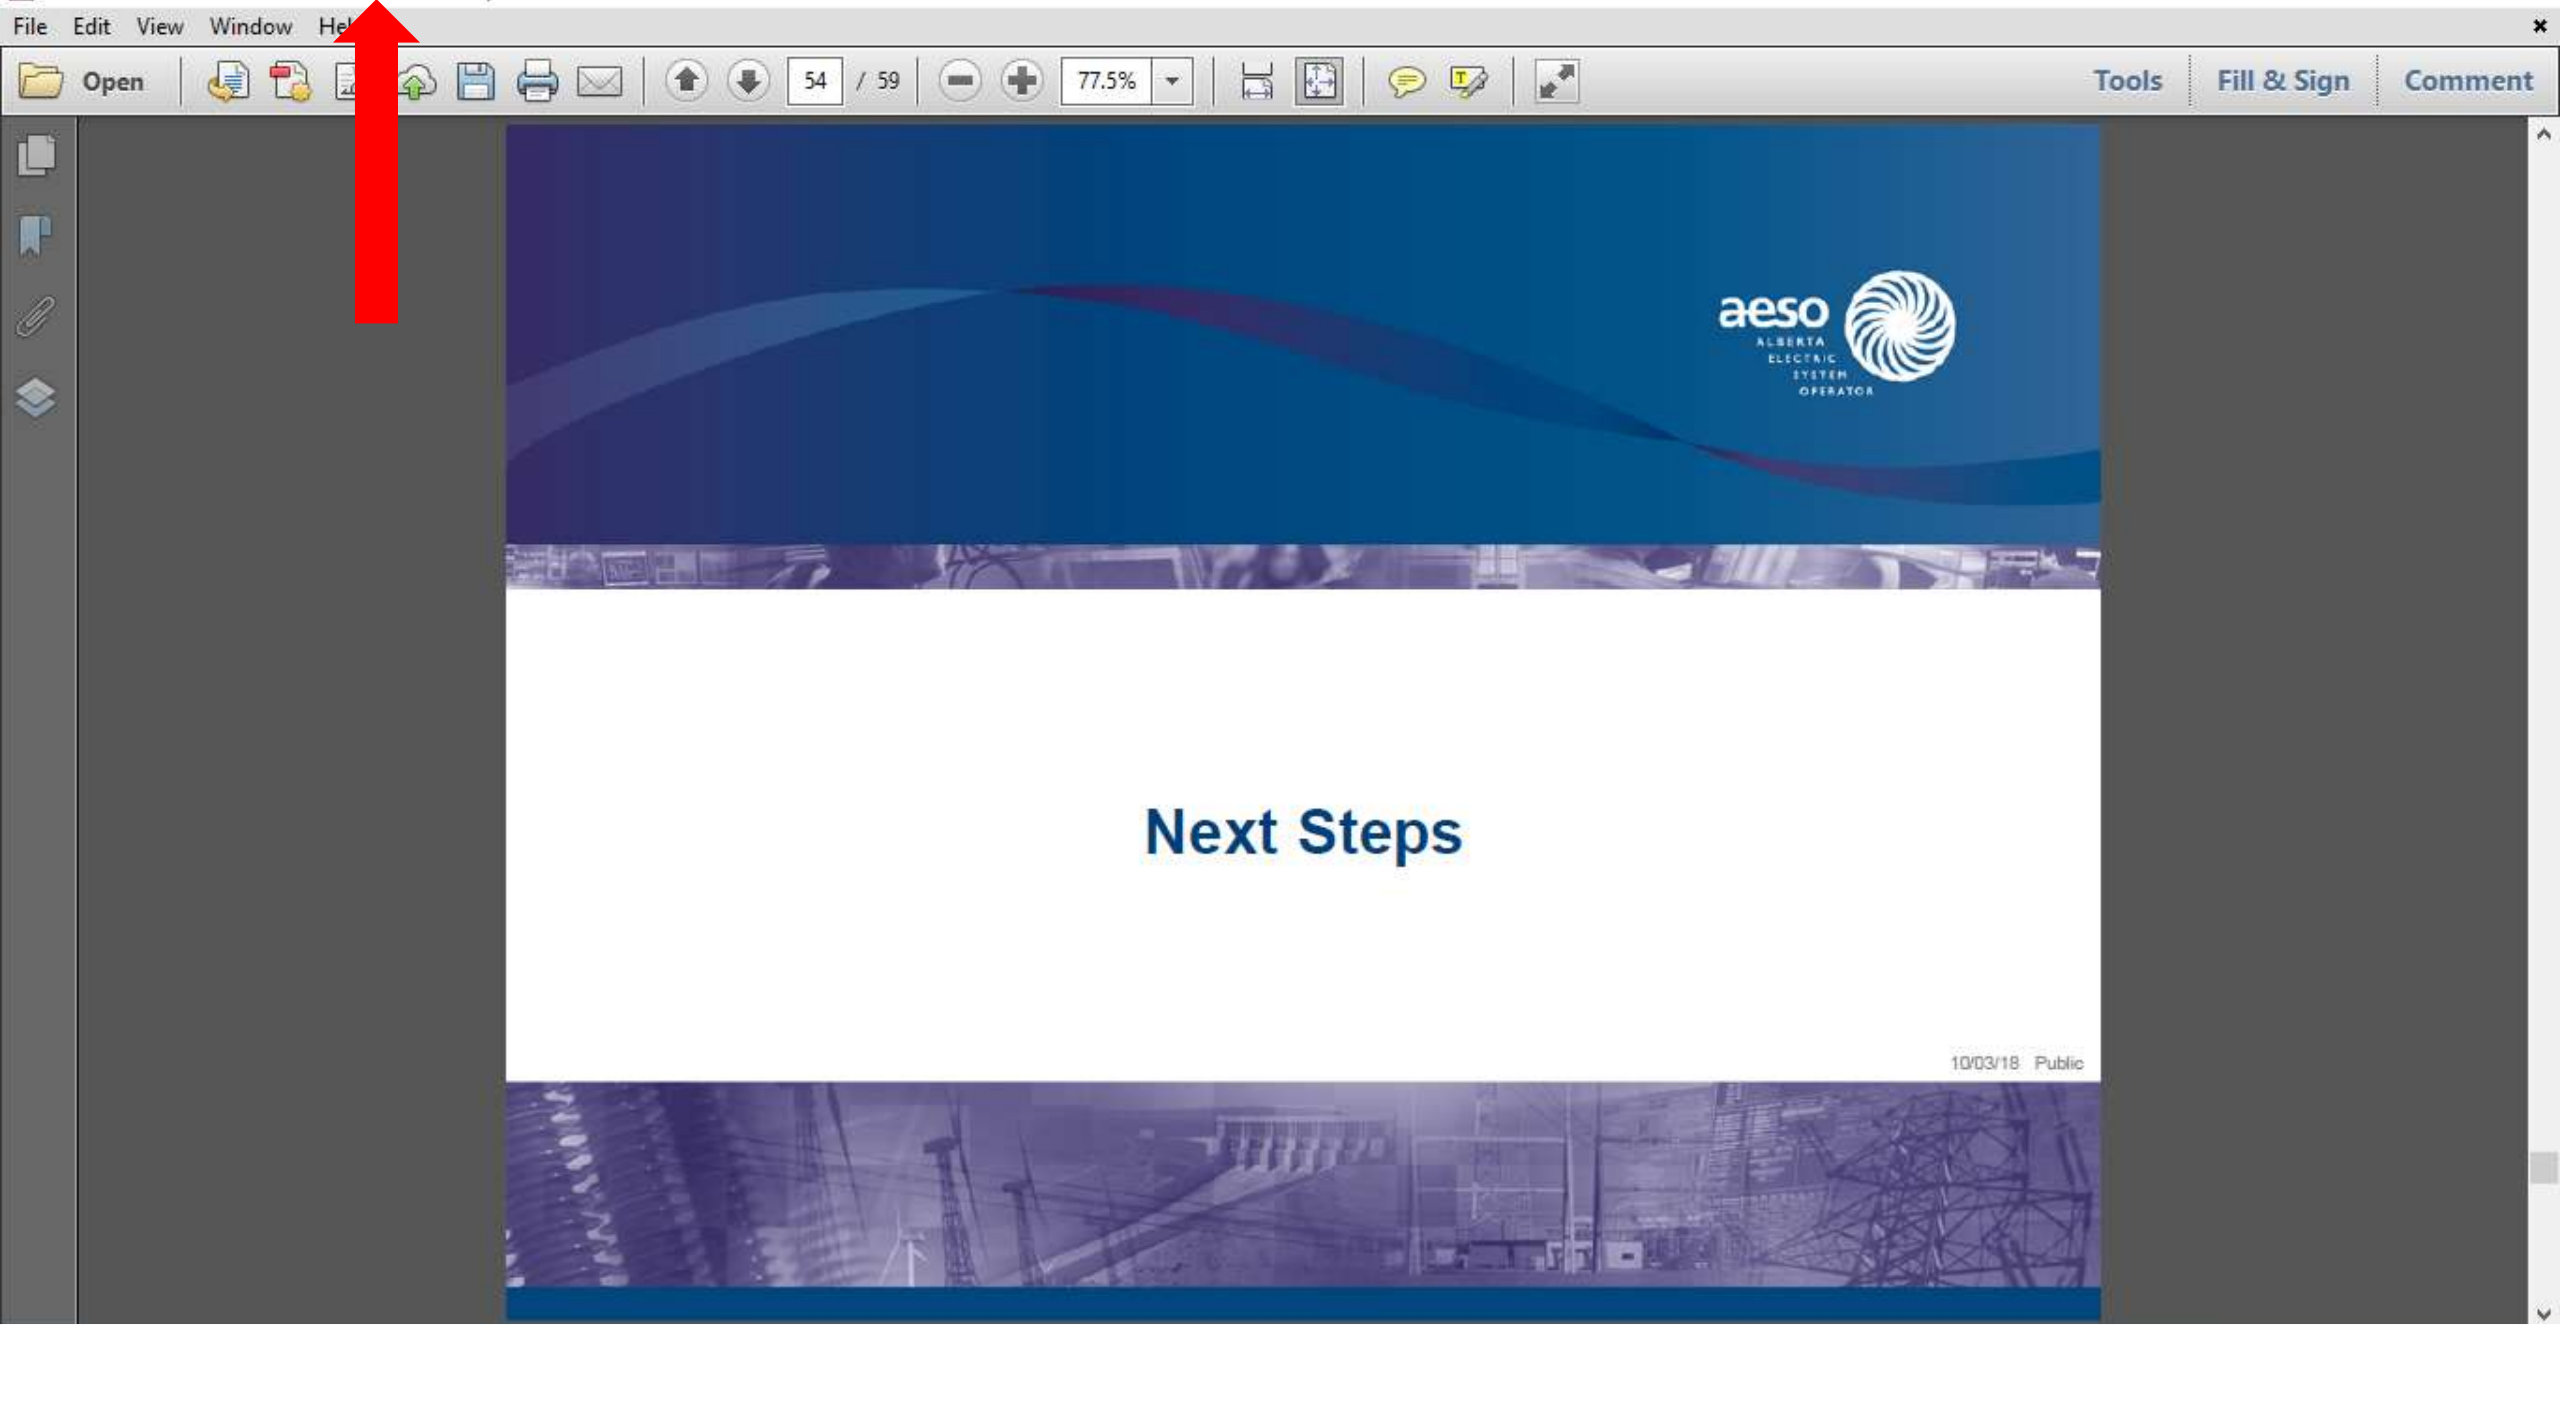 File Edit View Window Hel
Open 54 / 59 77.5% Tools Fill & Sign Comment
aeso
ALBERTA
ELECTRIC
SYSTEM
OPERATOR
Next Steps
10/03/18 Public